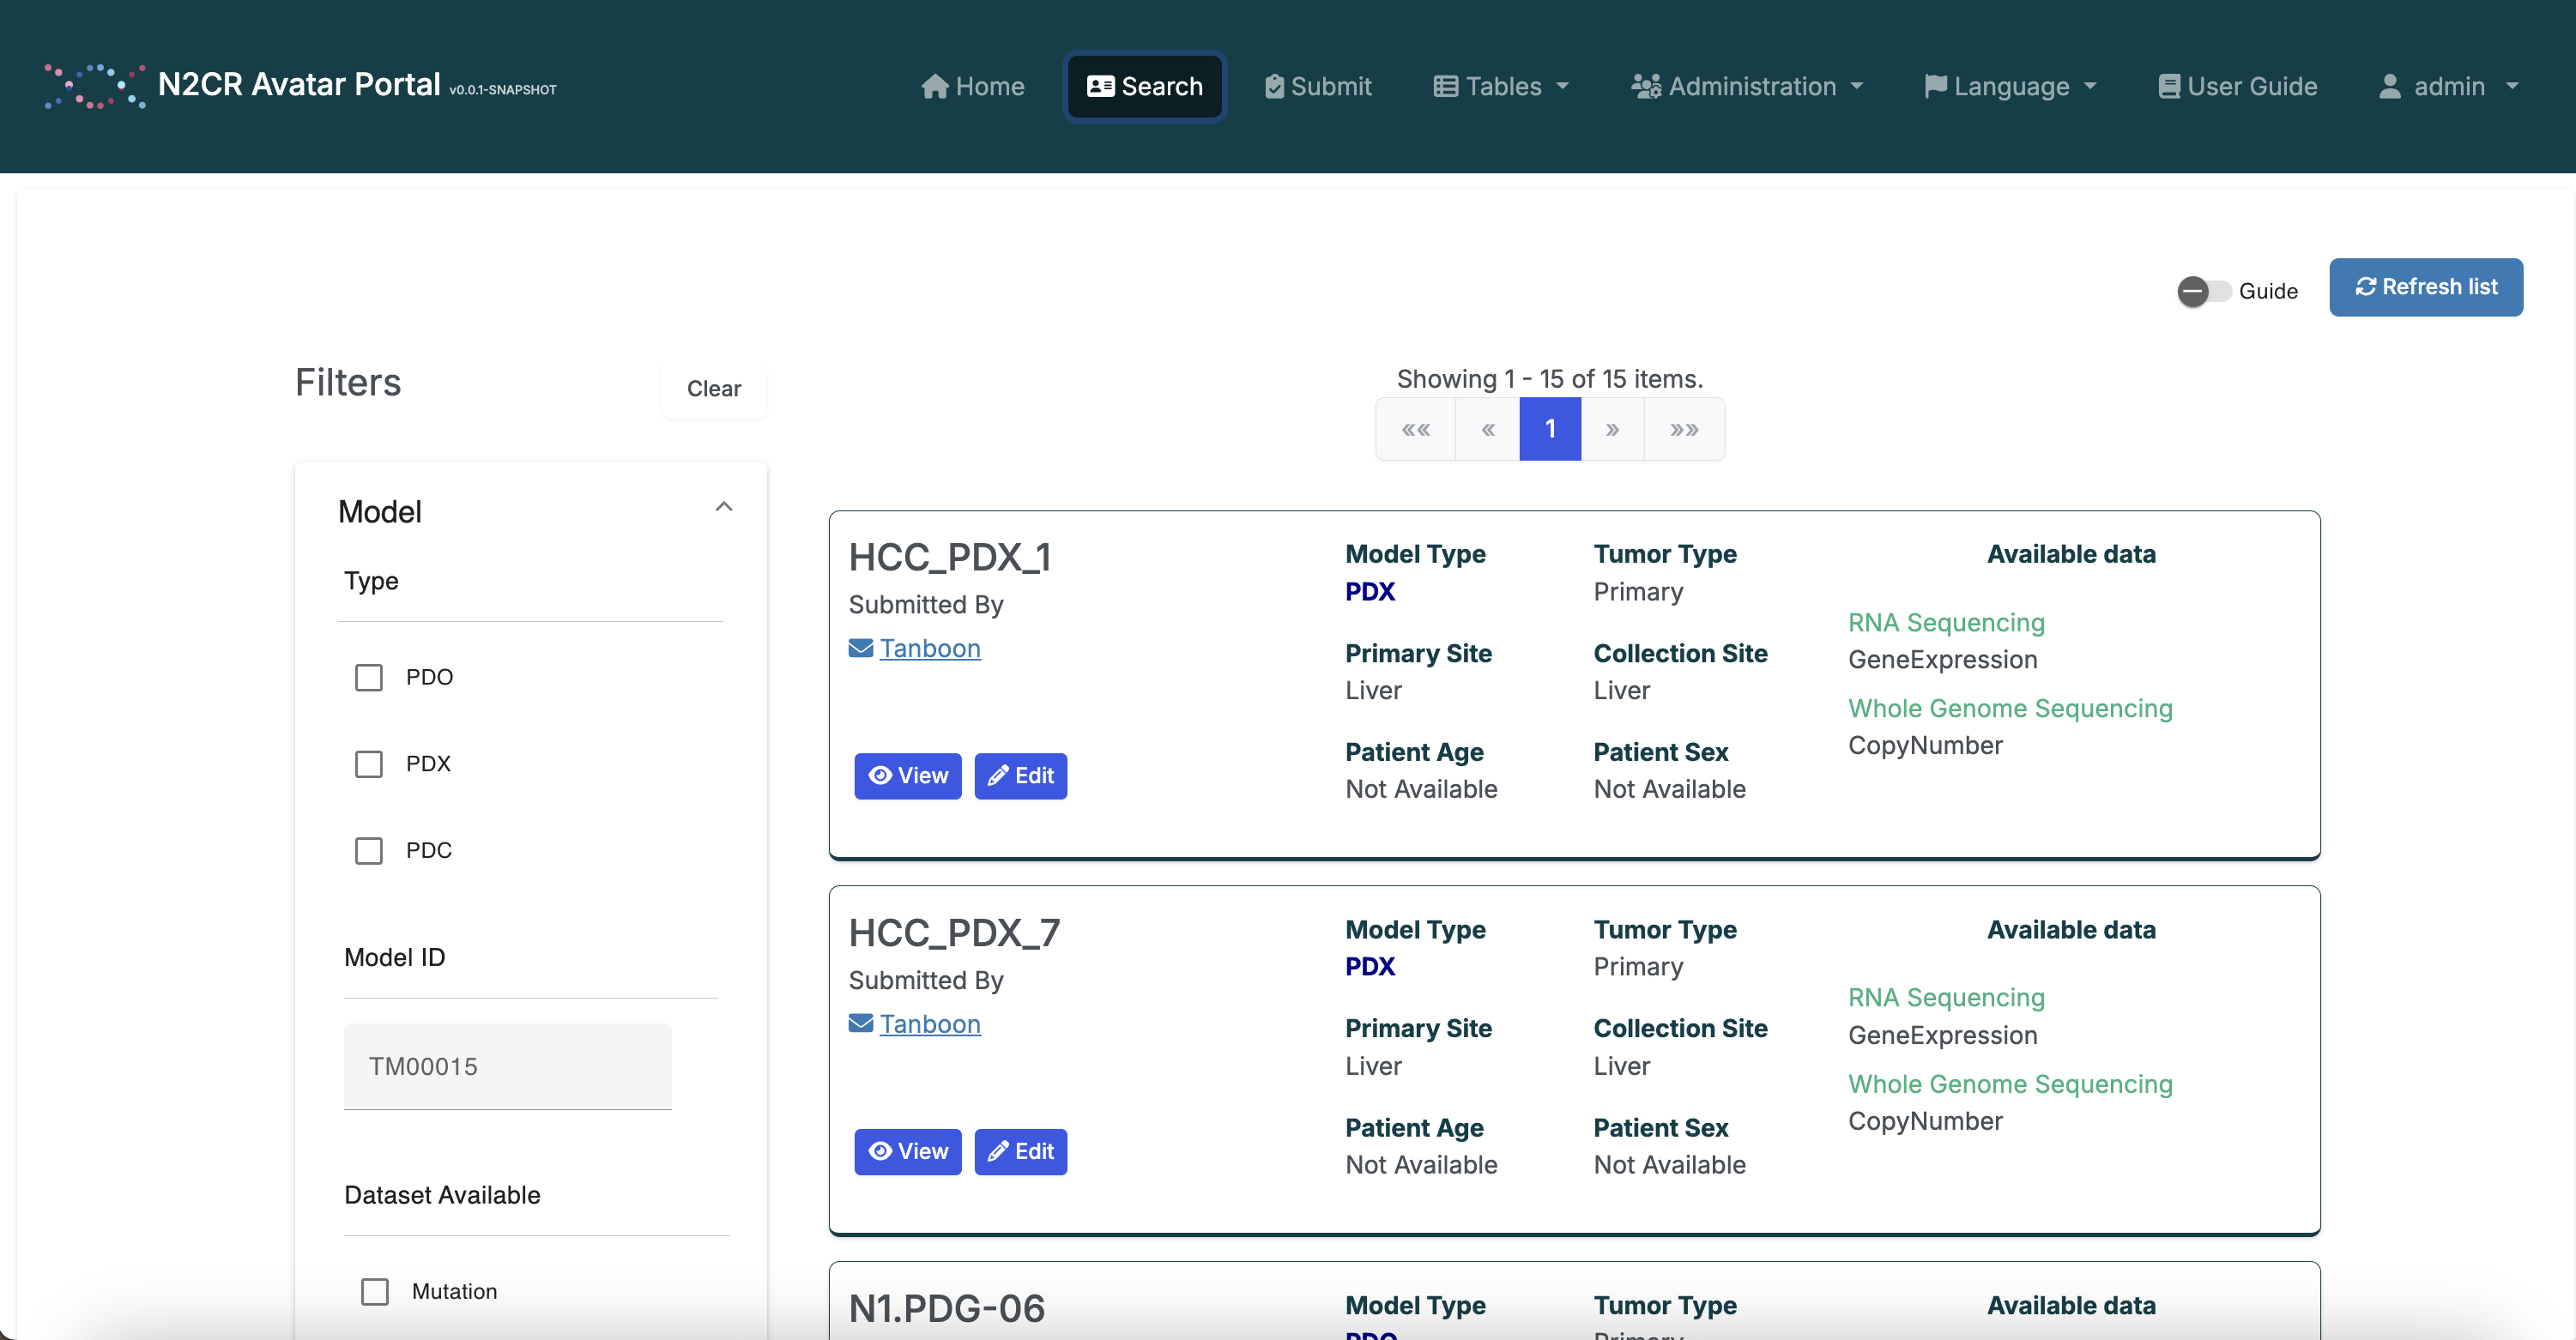 N2CR Avatar Portal v0.0.1-SNAPSHOT
Home
Search
Submit
Tables
Administration
Language
User Guide
admin
Guide
Refresh list
Filters
Clear
Showing 1 - 15 of 15 items.
«« « 1 » »»
Model
Type
PDO
PDX
PDC
Model ID
TM00015
Dataset Available
Mutation
HCC_PDX_1
Submitted By
Tanboon
View
Edit
Model Type
PDX
Tumor Type
Primary
Primary Site
Liver
Collection Site
Liver
Patient Age
Not Available
Patient Sex
Not Available
Available data
RNA Sequencing
GeneExpression
Whole Genome Sequencing
CopyNumber
HCC_PDX_7
Submitted By
Tanboon
View
Edit
Model Type
PDX
Tumor Type
Primary
Primary Site
Liver
Collection Site
Liver
Patient Age
Not Available
Patient Sex
Not Available
Available data
RNA Sequencing
GeneExpression
Whole Genome Sequencing
CopyNumber
N1.PDG-06
Model Type
PDO
Tumor Type
Primary
Available data